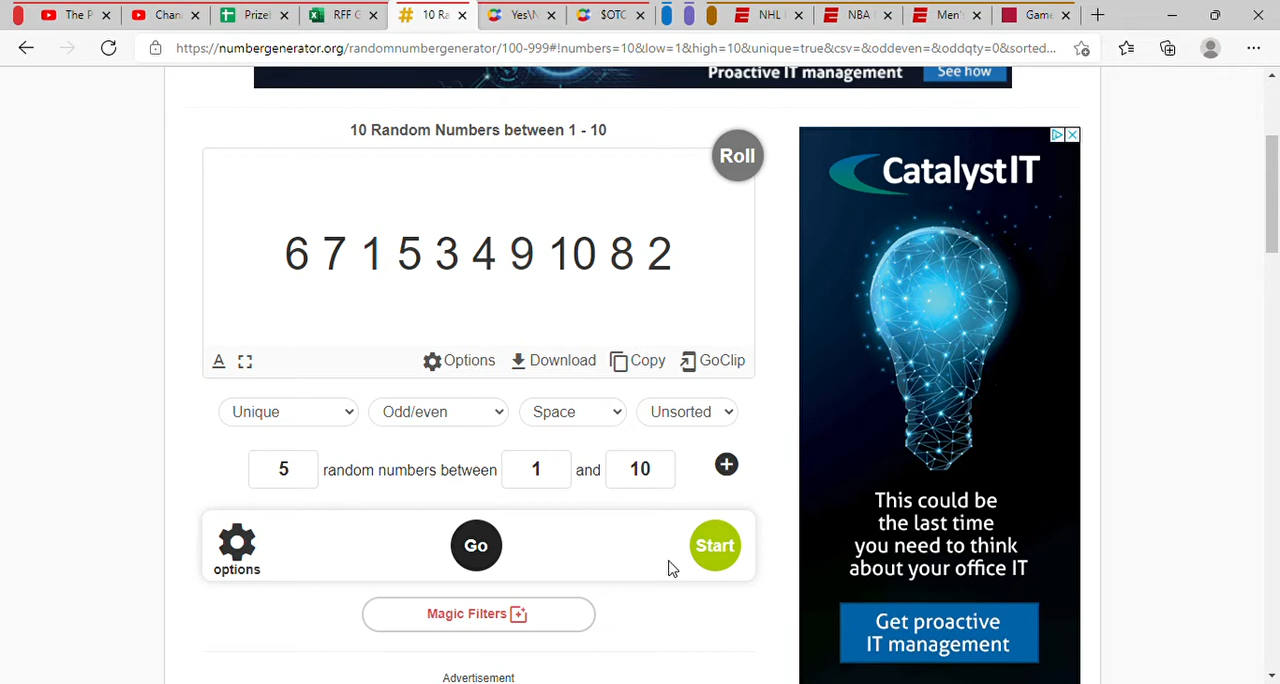 The P
Chan
Prizel
RFF G
10 Ra
Yes\N
$OTC
NHL
NBA
Men'
Game
https://numbergenerator.org/randomnumbergenerator/100-999#!numbers=10&low=1&high=10&unique=true&csv=&oddeven=&oddqty=0&sorted...
Proactive IT management
See how
10 Random Numbers between 1 - 10
Roll
6 7 1 5 3 4 9 10 8 2
A
Options
Download
Copy
GoClip
Unique
Odd/even
Space
Unsorted
5 random numbers between 1 and 10
options
Go
Start
Magic Filters
Advertisement
CatalystIT
This could be
the last time
you need to think
about your office IT
Get proactive
IT management